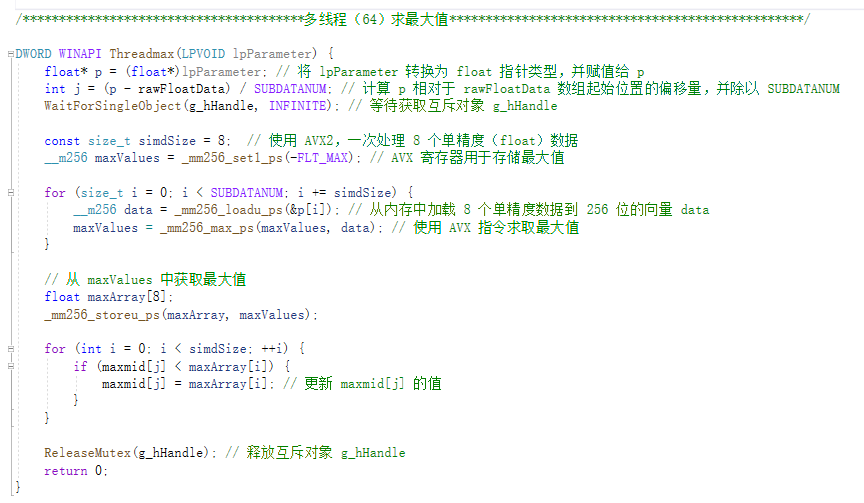 /***************************************多线程（64）求最大值*************************************************/
DWORD WINAPI Threadmax(LPVOID lpParameter) {
float* p = (float*)lpParameter; // 将 lpParameter 转换为 float 指针类型，并赋值给 p
int j = (p - rawFloatData) / SUBDATANUM; // 计算 p 相对于 rawFloatData 数组起始位置的偏移量，并除以 SUBDATANUM
WaitForSingleObject(g_hHandle, INFINITE); // 等待获取互斥对象 g_hHandle
const size_t simdSize = 8;  // 使用 AVX2，一次处理 8 个单精度（float）数据
__m256 maxValues = _mm256_set1_ps(-FLT_MAX); // AVX 寄存器用于存储最大值
for (size_t i = 0; i < SUBDATANUM; i += simdSize) {
__m256 data = _mm256_loadu_ps(&p[i]); // 从内存中加载 8 个单精度数据到 256 位的向量 data
maxValues = _mm256_max_ps(maxValues, data); // 使用 AVX 指令求取最大值
}
// 从 maxValues 中获取最大值
float maxArray[8];
_mm256_storeu_ps(maxArray, maxValues);
for (int i = 0; i < simdSize; ++i) {
if (maxmid[j] < maxArray[i]) {
maxmid[j] = maxArray[i]; // 更新 maxmid[j] 的值
}
}
ReleaseMutex(g_hHandle); // 释放互斥对象 g_hHandle
return 0;
}